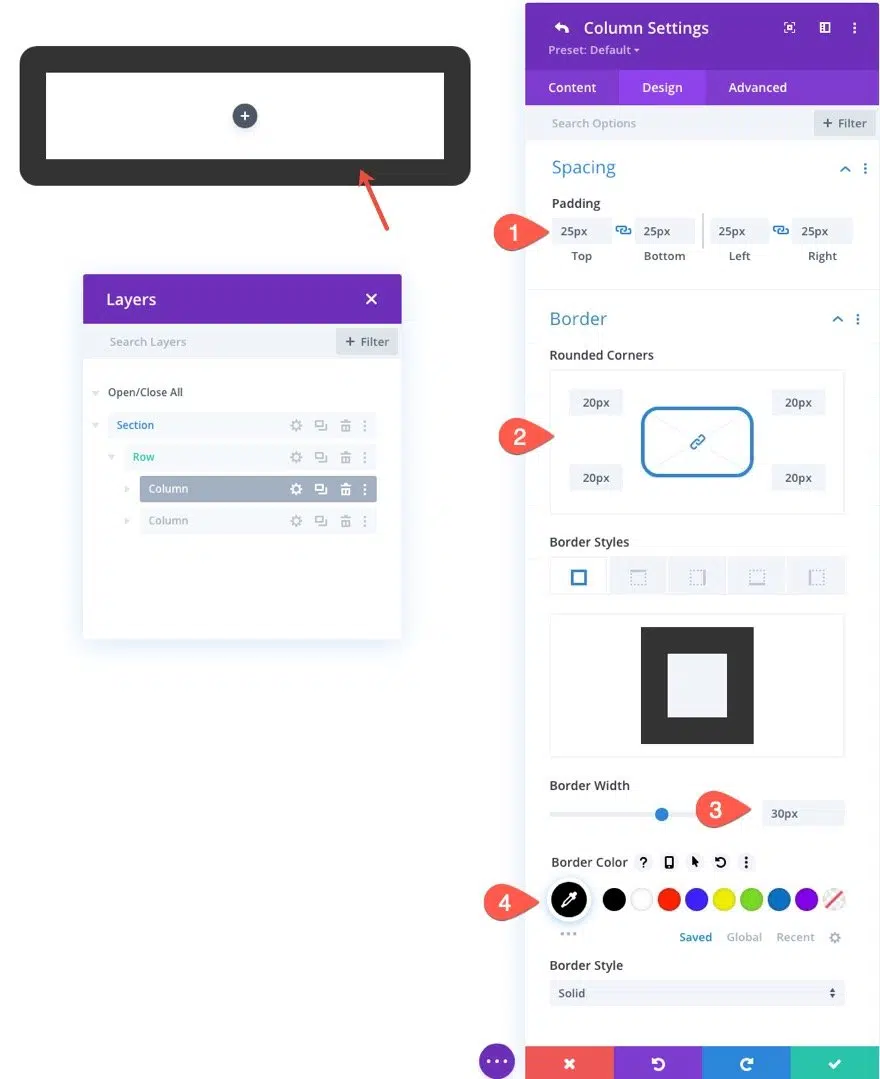 Column Settings
Preset: Default
Content Design Advanced
Search Options + Filter
Spacing
Padding
1 25px 25px 25px 25px
Top Bottom Left Right
Layers
Search Layers + Filter
Open/Close All
Section
Row
Column
Column
Border
Rounded Corners
20px 20px
2
20px 20px
Border Styles
Border Width
3 30px
Border Color ?
4
Saved Global Recent
Border Style
Solid